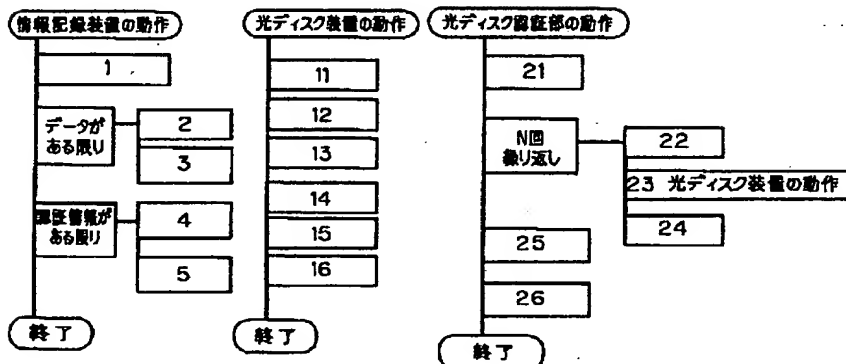 情報記録装置の動作
1
データが
ある限り
2
3
認証情報が
ある限り
4
5
終了
光ディスク装置の動作
11
12
13
14
15
16
終了
光ディスク認証部の動作
21
N回
繰り返し
22
23 光ディスク装置の動作
24
25
26
終了